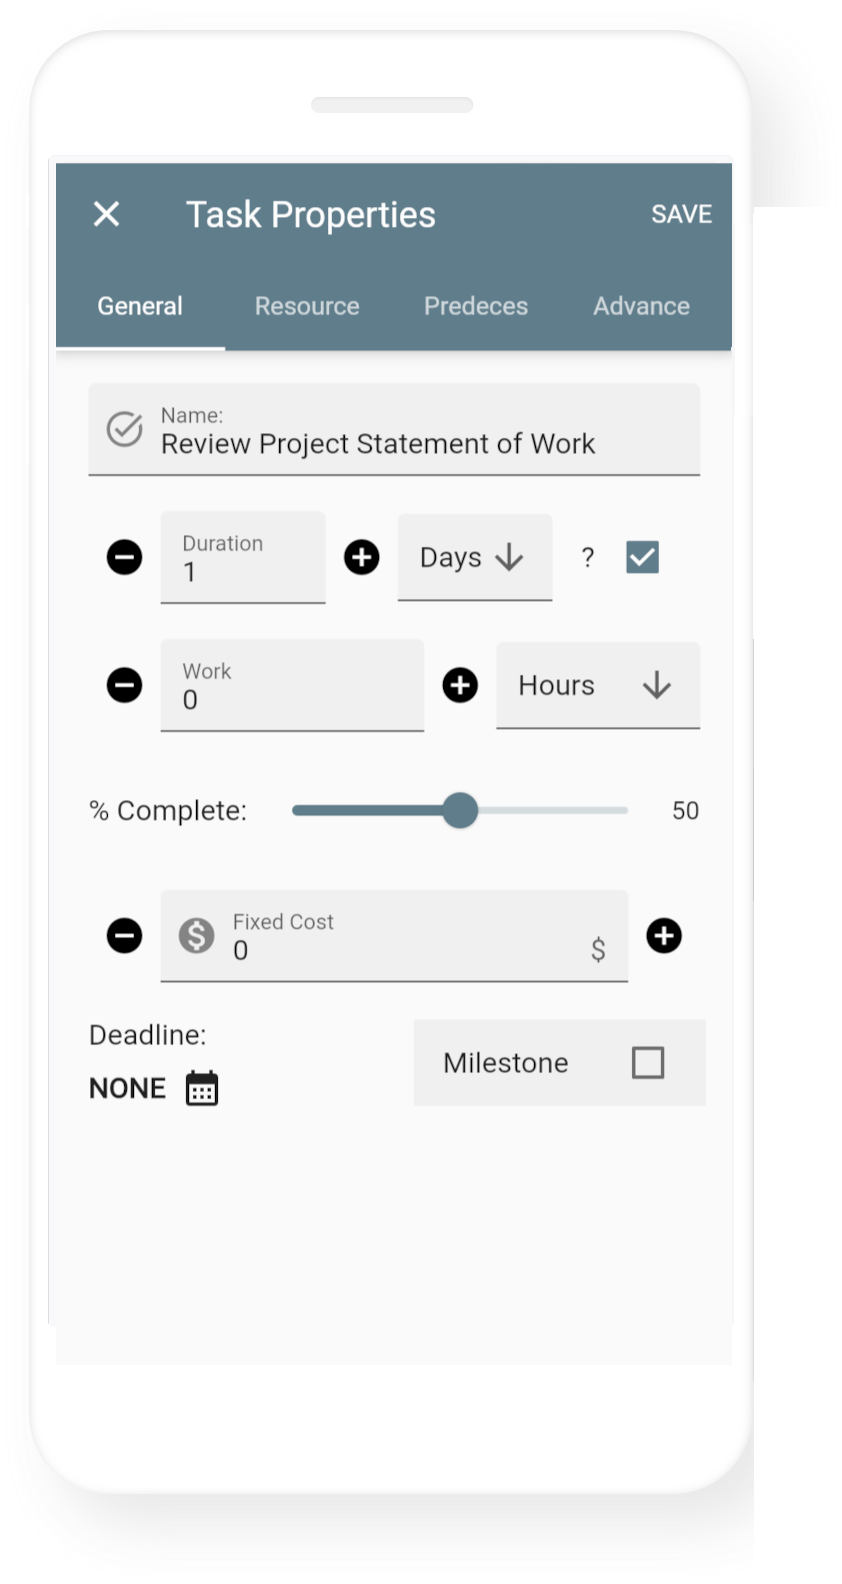 Task Properties SAVE
General Resource Predeces Advance
Name:
Review Project Statement of Work
Duration
1
Days
?
Work
0
Hours
% Complete: 50
Fixed Cost
0 $
Deadline:
NONE
Milestone